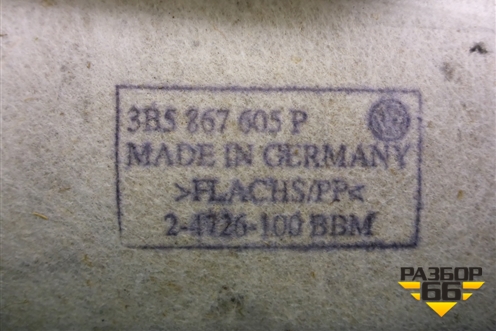 3B5 867 605 P
MADE IN GERMANY
>FLACHS/PP<
2-4726-100 BBM
РАЗБОР
66